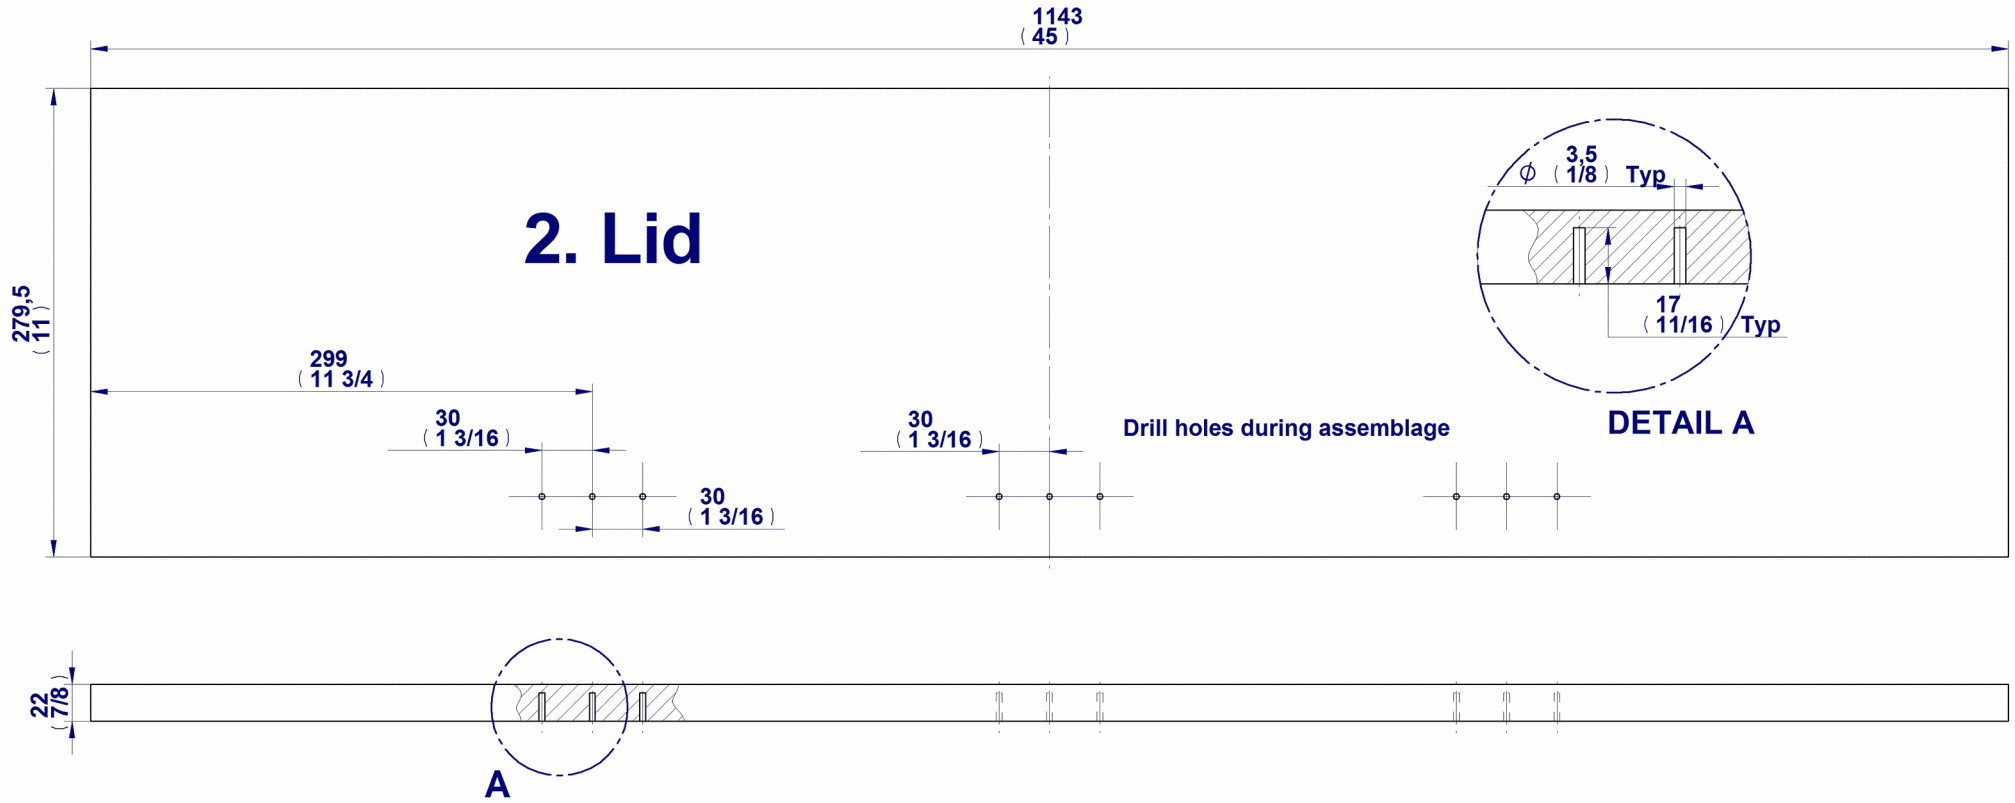 1143
( 45 )
3,5
Ø ( 1/8 ) Typ
2. Lid
279,5
( 11 )
17
( 11/16 ) Typ
299
( 11 3/4 )
30
( 1 3/16 )
30
( 1 3/16 )
Drill holes during assemblage
DETAIL A
30
( 1 3/16 )
22
( 7/8 )
A